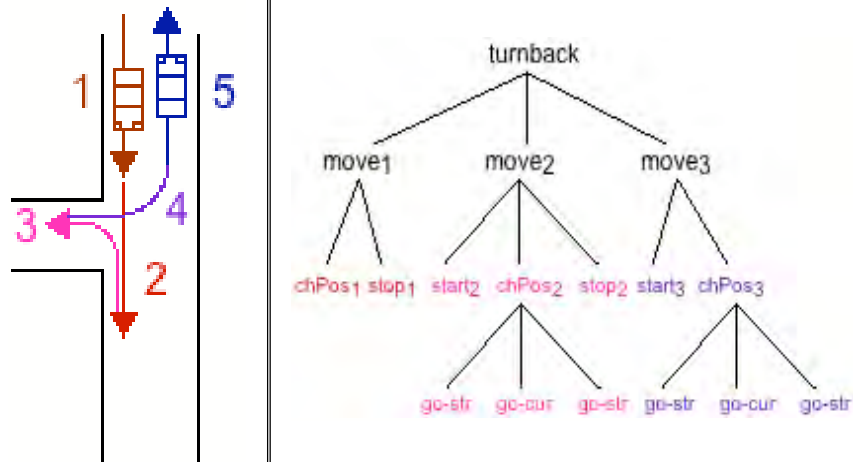 1
5
3
4
2
turnback
move1
move2
move3
chPos1 stop1 start2 chPos2 stop2 start3 chPos3
go-str go-cur go-str go-str go-cur go-str